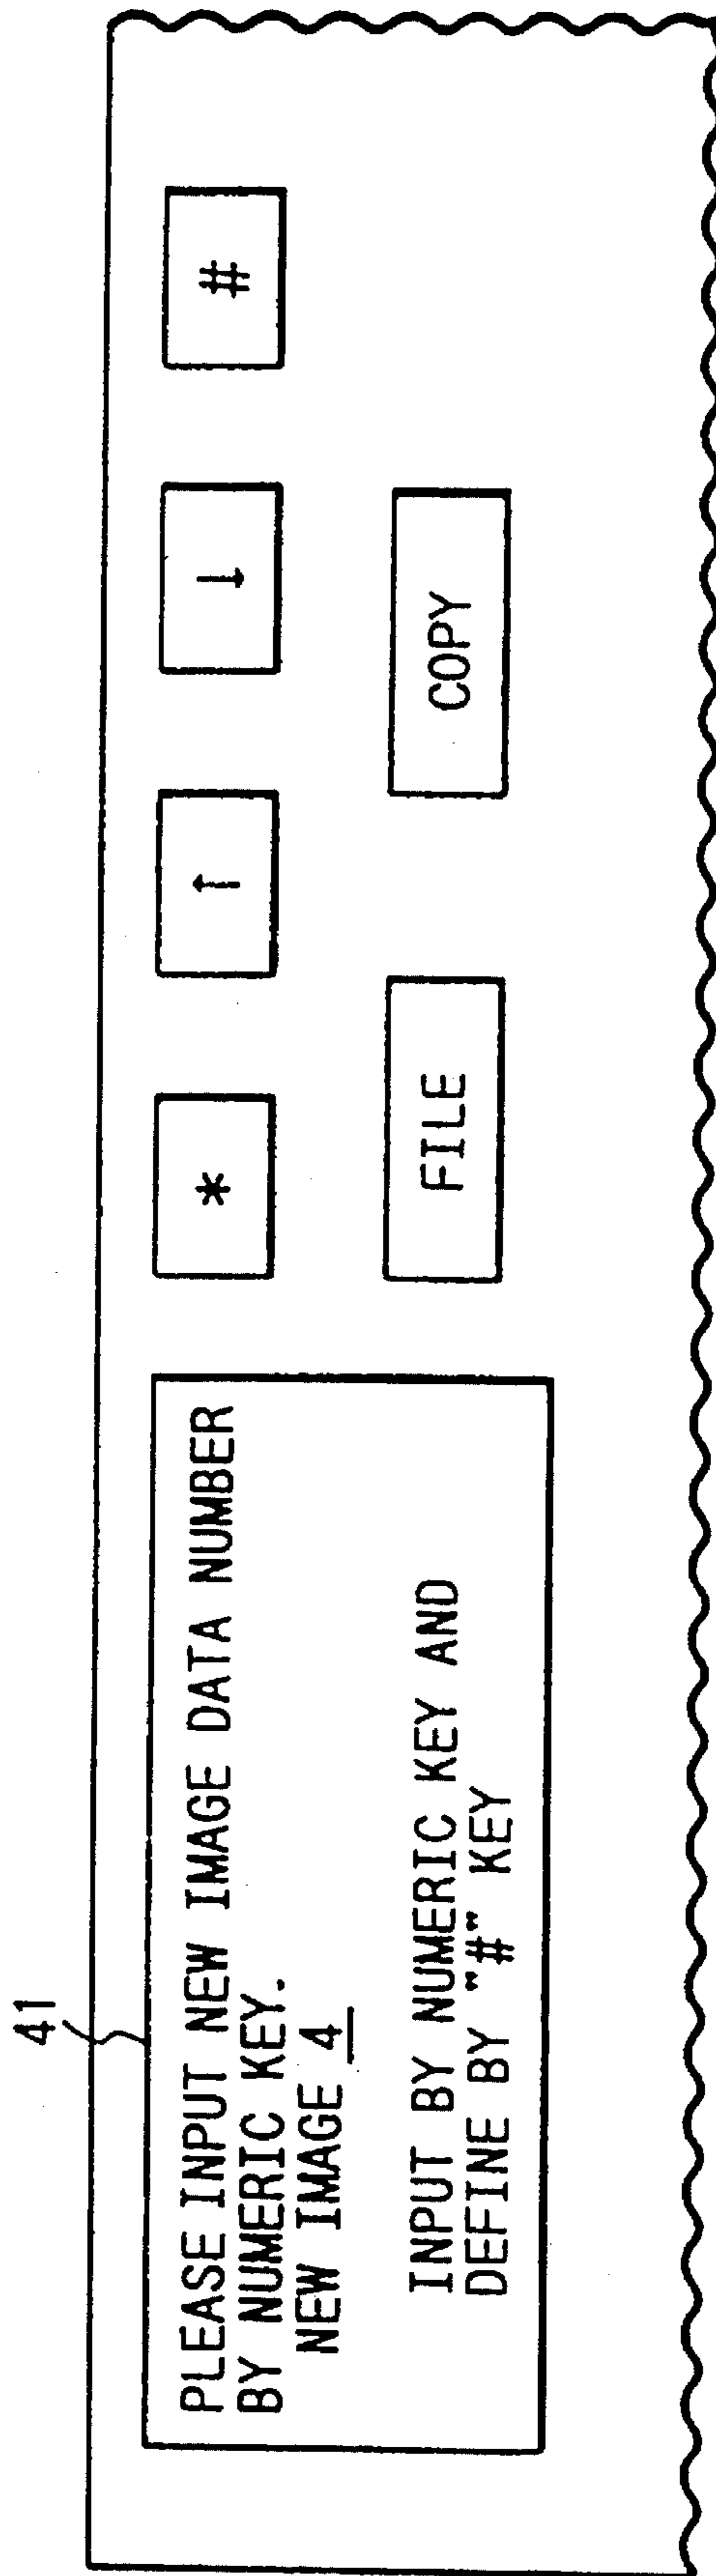 41
PLEASE INPUT NEW IMAGE DATA NUMBER
BY NUMERIC KEY.
NEW IMAGE 4
INPUT BY NUMERIC KEY AND
DEFINE BY "#" KEY
* ↑ ↓ #
FILE COPY